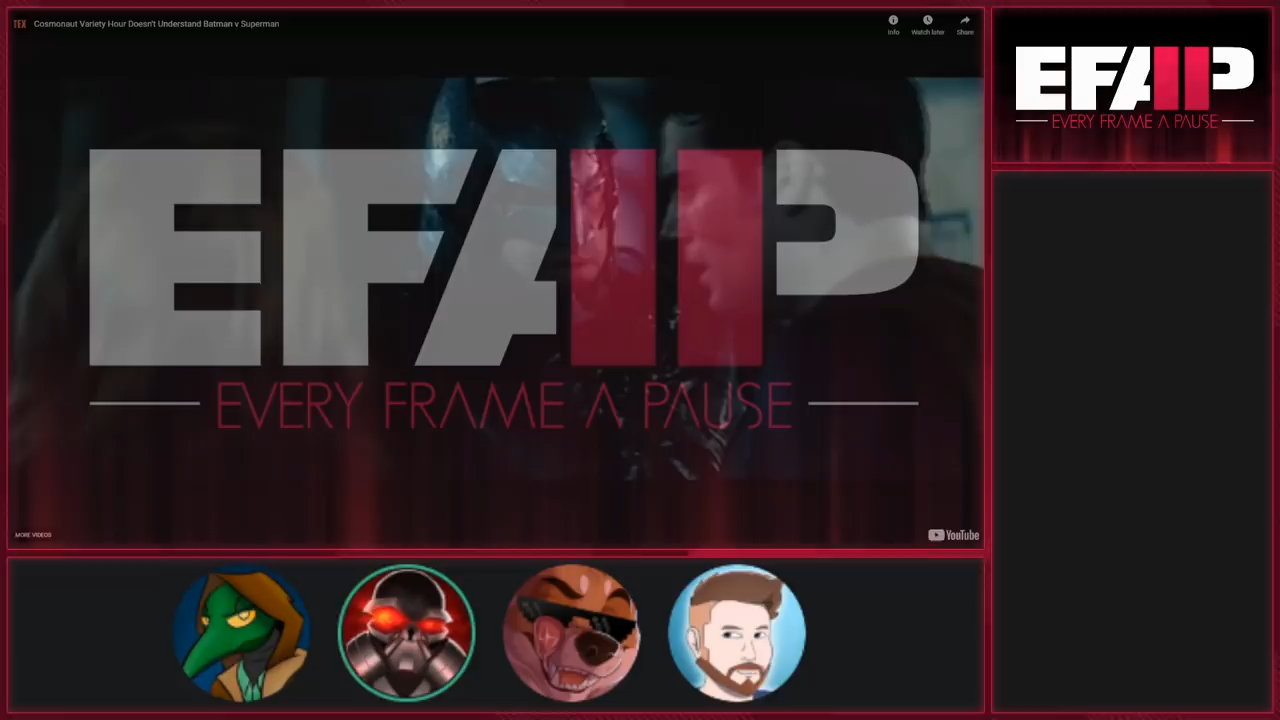 TEX Cosmonaut Variety Hour Doesn't Understand Batman v Superman
Info
Watch later
Share
EFAP
EVERY FRAME A PAUSE
MORE VIDEOS
YouTube
EFAP
EVERY FRAME A PAUSE